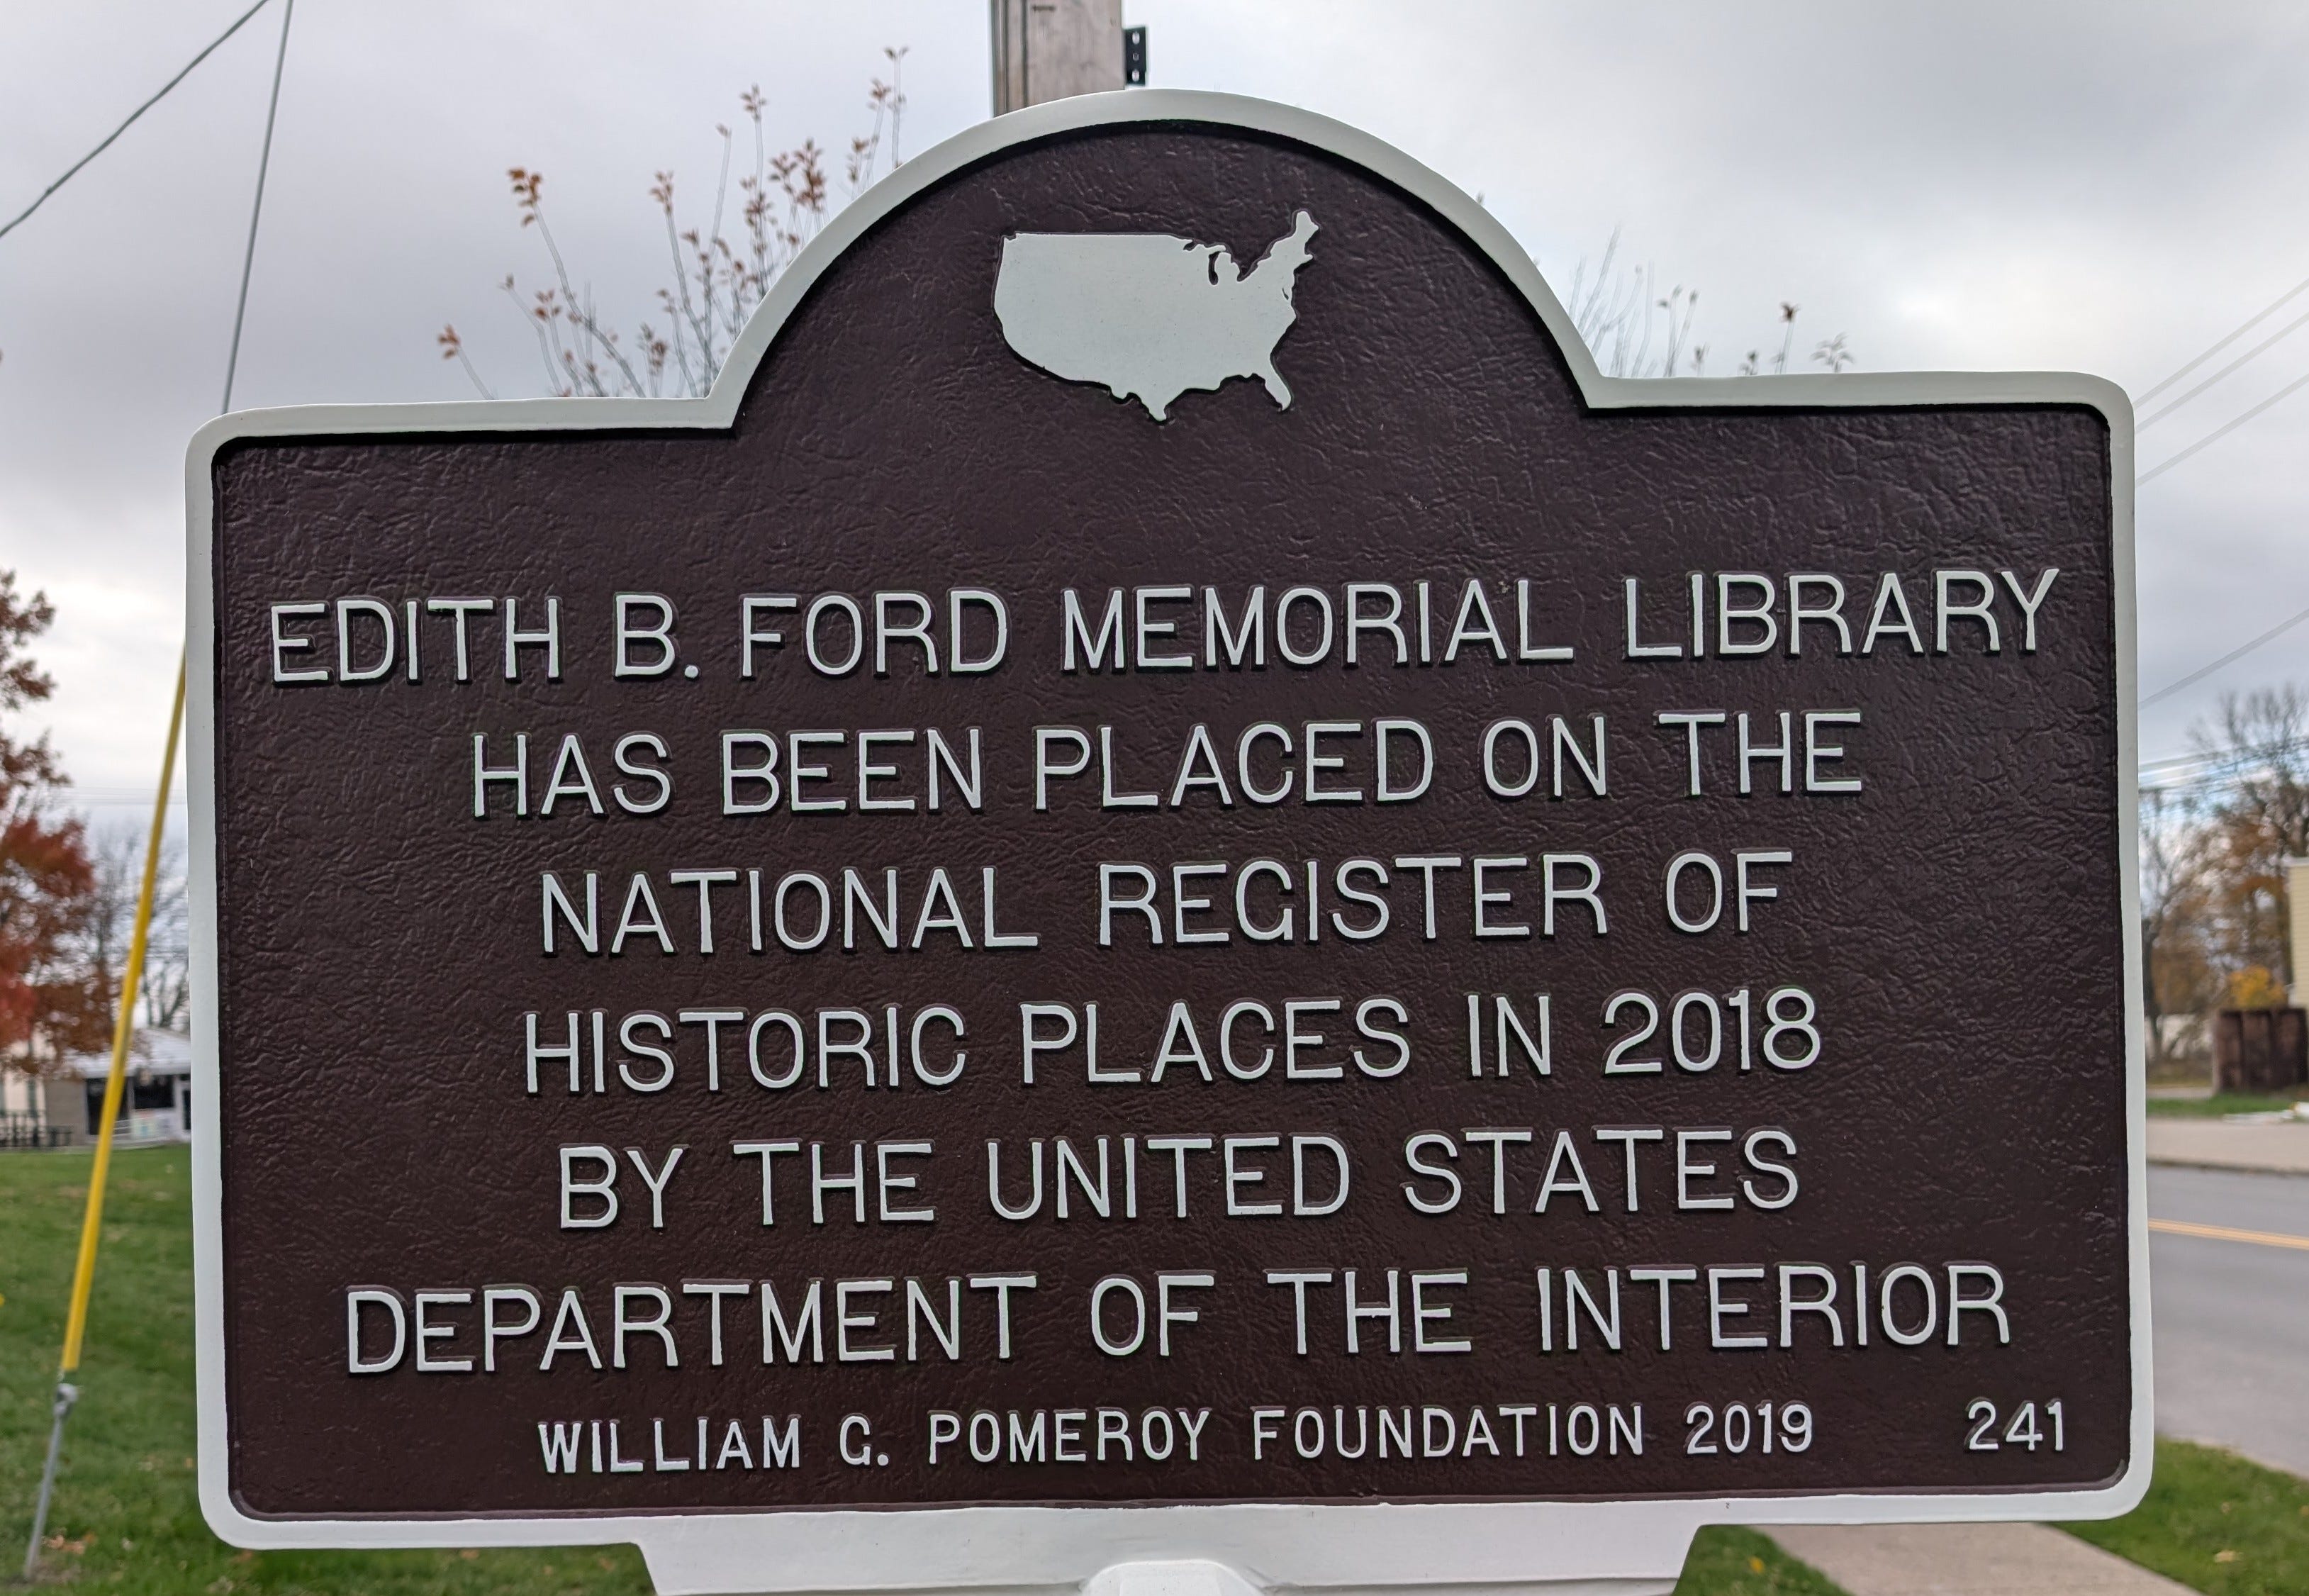 EDITH B. FORD MEMORIAL LIBRARY
HAS BEEN PLACED ON THE
NATIONAL REGISTER OF
HISTORIC PLACES IN 2018
BY THE UNITED STATES
DEPARTMENT OF THE INTERIOR
WILLIAM G. POMEROY FOUNDATION 2019 241